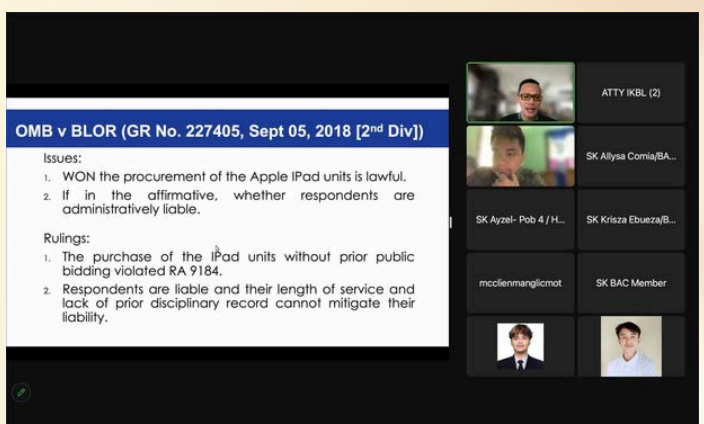 OMB v BLOR (GR No. 227405, Sept 05, 2018 [2nd Div])
Issues:
1. WON the procurement of the Apple IPad units is lawful.
2. If in the affirmative, whether respondents are
administratively liable.
Rulings:
1. The purchase of the IPad units without prior public
bidding violated RA 9184.
2. Respondents are liable and their length of service and
lack of prior disciplinary record cannot mitigate their
liability.
ATTY IKBL (2)
SK Allysa Comia/BA...
SK Ayzel- Pob 4 / H...
SK Krisza Ebueza/B...
mcclienmanglicmot
SK BAC Member